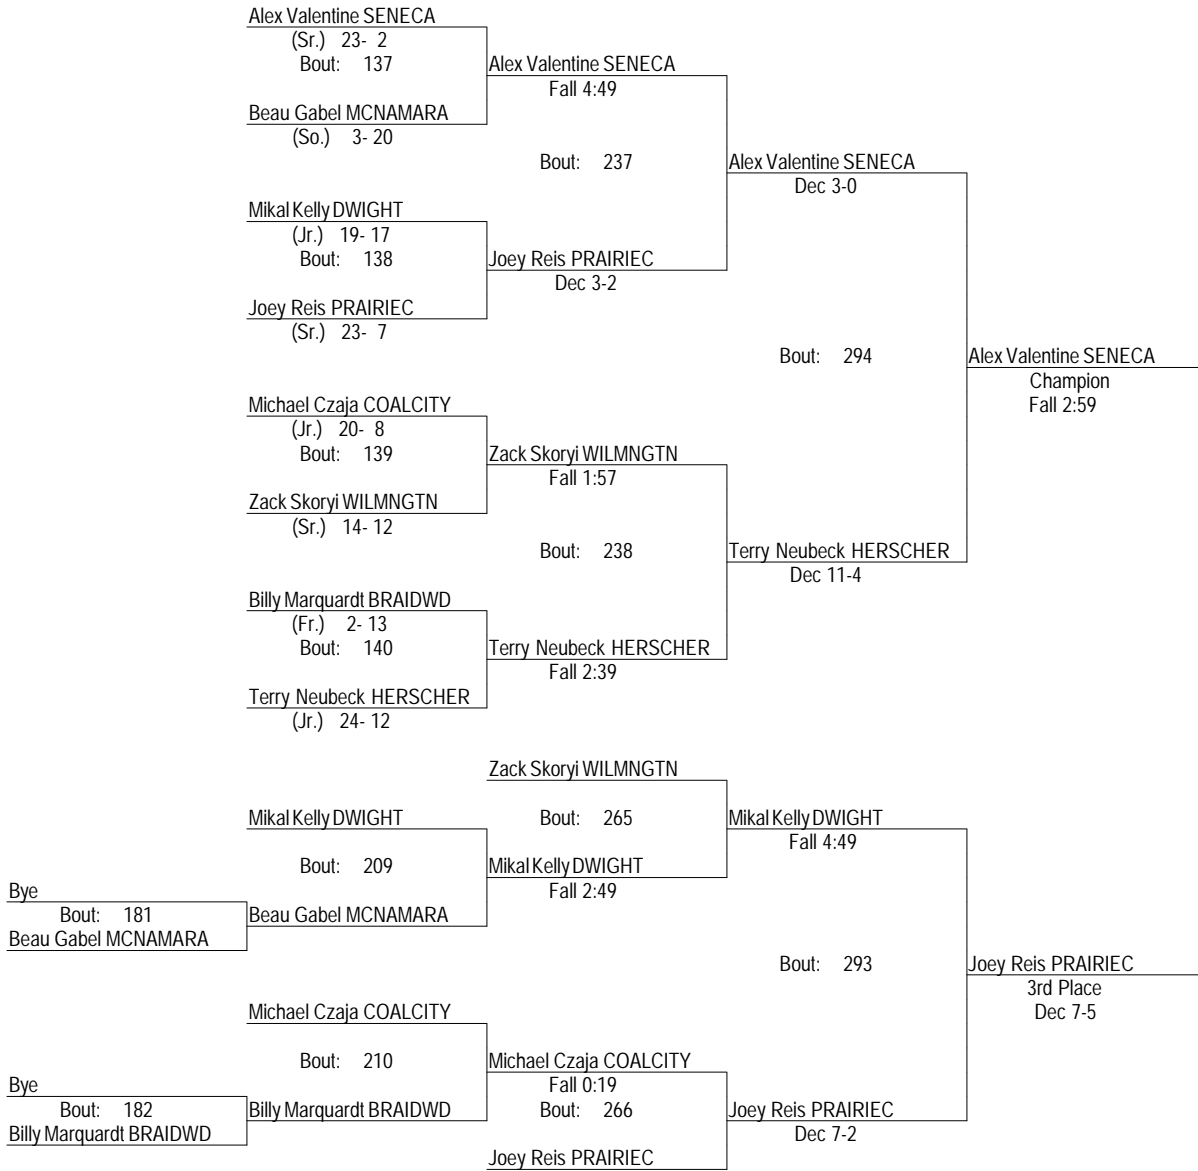 Alex Valentine SENECA
(Sr.) 23- 2
Bout: 137
Alex Valentine SENECA
Fall 4:49
Beau Gabel MCNAMARA
(So.) 3- 20
Bout: 237
Alex Valentine SENECA
Dec 3-0
Mikal Kelly DWIGHT
(Jr.) 19- 17
Bout: 138
Joey Reis PRAIRIEC
Dec 3-2
Joey Reis PRAIRIEC
(Sr.) 23- 7
Bout: 294
Alex Valentine SENECA
Champion
Fall 2:59
Michael Czaja COALCITY
(Jr.) 20- 8
Bout: 139
Zack Skoryi WILMNGTN
Fall 1:57
Zack Skoryi WILMNGTN
(Sr.) 14- 12
Bout: 238
Terry Neubeck HERSCHER
Dec 11-4
Billy Marquardt BRAIDWD
(Fr.) 2- 13
Bout: 140
Terry Neubeck HERSCHER
Fall 2:39
Terry Neubeck HERSCHER
(Jr.) 24- 12
Zack Skoryi WILMNGTN
Mikal Kelly DWIGHT
Bout: 265
Mikal Kelly DWIGHT
Fall 4:49
Bout: 209
Mikal Kelly DWIGHT
Fall 2:49
Bye
Bout: 181
Beau Gabel MCNAMARA
Beau Gabel MCNAMARA
Bout: 293
Joey Reis PRAIRIEC
3rd Place
Dec 7-5
Michael Czaja COALCITY
Bout: 210
Michael Czaja COALCITY
Fall 0:19
Bye
Bout: 182
Billy Marquardt BRAIDWD
Billy Marquardt BRAIDWD
Bout: 266
Joey Reis PRAIRIEC
Dec 7-2
Joey Reis PRAIRIEC